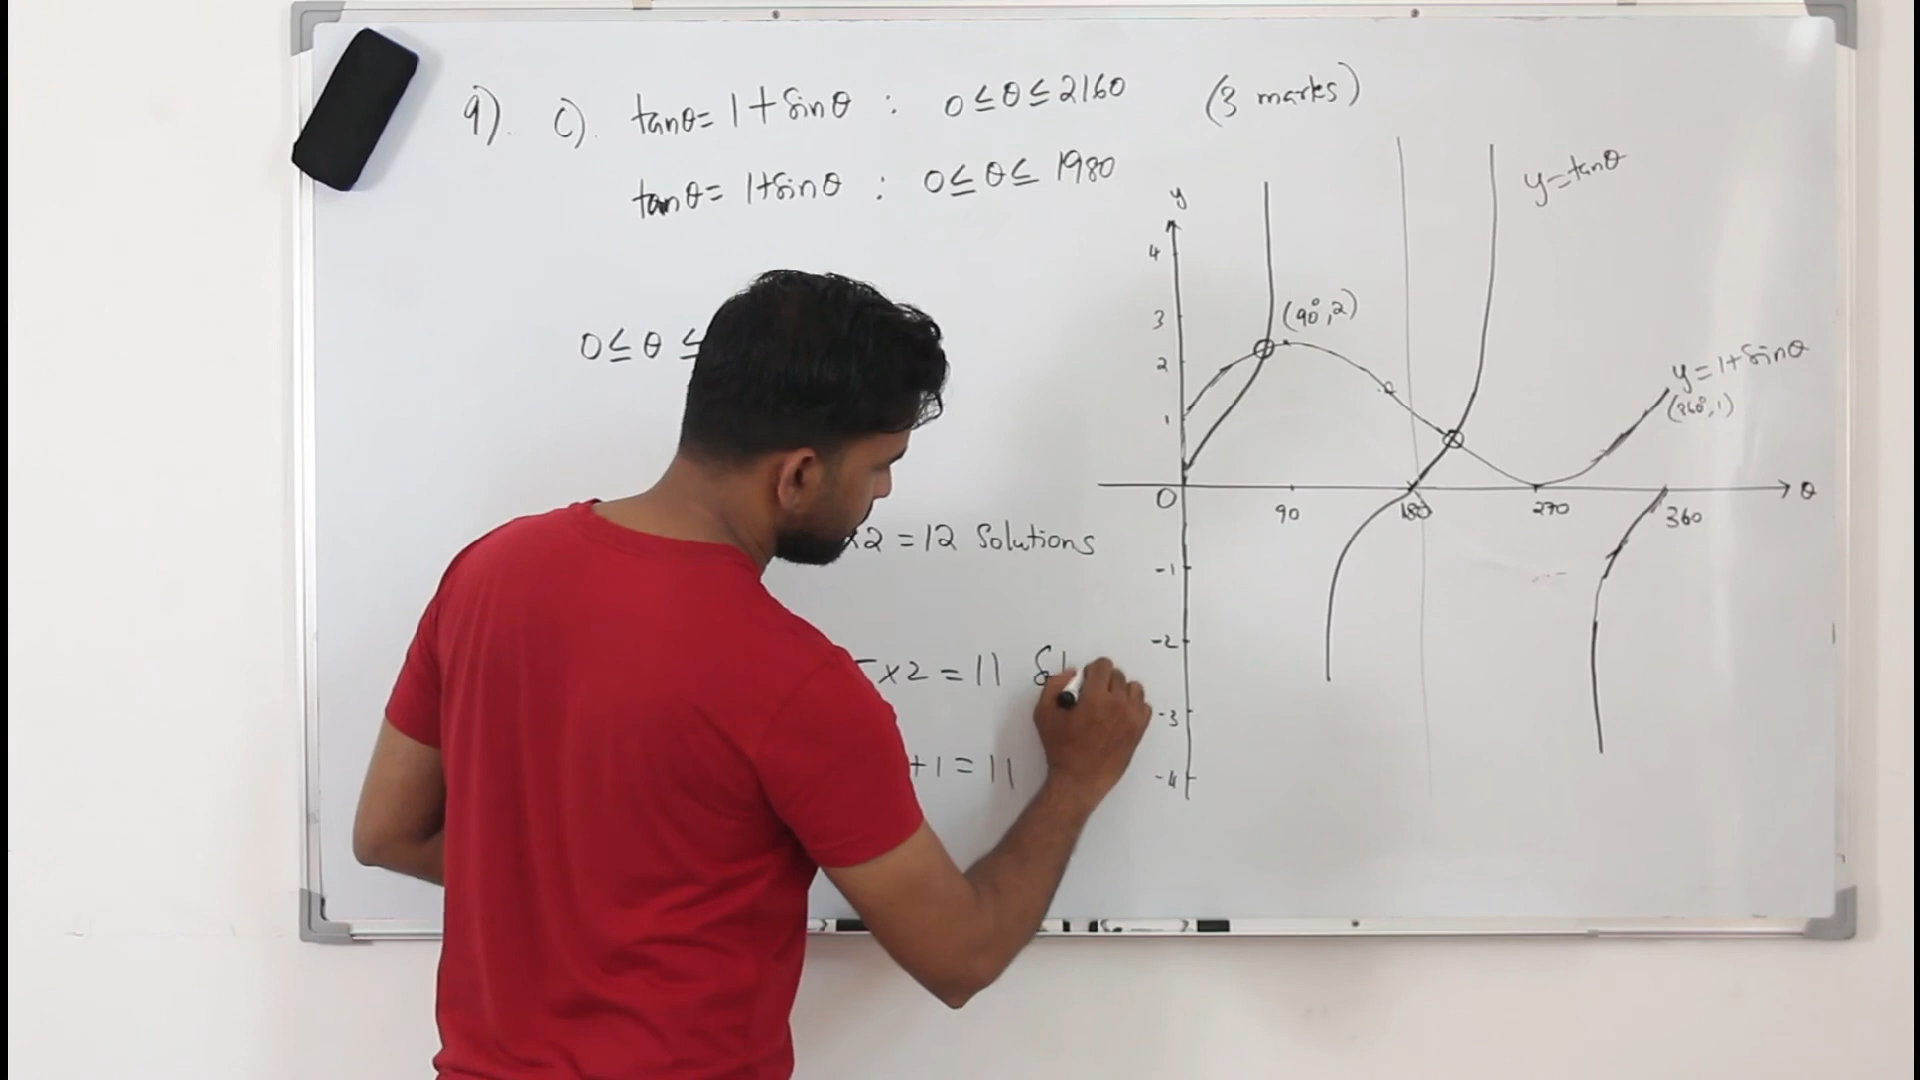 9). c). tanθ = 1 + Sinθ : 0 ≤ θ ≤ 2160 (3 marks)
tanθ = 1+sinθ : 0 ≤ θ ≤ 1980
0 ≤ θ ≤
×2 = 12 Solutions
×2 = 11
+1 = 11
y
4
3
2
1
0
-1
-2
-3
-4
90
180
270
360
θ
(90°, 2)
y = tanθ
y = 1+ Sinθ
(360°, 1)